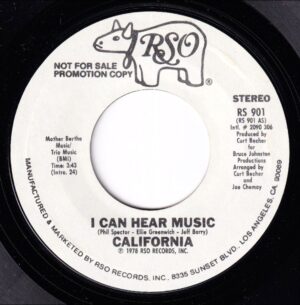 RSO
®
NOT FOR SALE
PROMOTION COPY
STEREO
RS 901
(RS 901 AS)
Intl. # 2090 306
Produced by
Curt Becher
for
Bruce Johnston
Productions
Arranged by
Curt Becher
and
Joe Chemay
Mother Bertha
Music/
Trio Music
(BMI)
Time: 3:43
(Intro. 24)
I CAN HEAR MUSIC
(Phil Spector - Ellie Greenwich - Jeff Barry)
CALIFORNIA
℗ 1978 RSO RECORDS, INC.
MANUFACTURED & MARKETED BY RSO RECORDS, INC. 8335 SUNSET BLVD., LOS ANGELES, CA. 90069